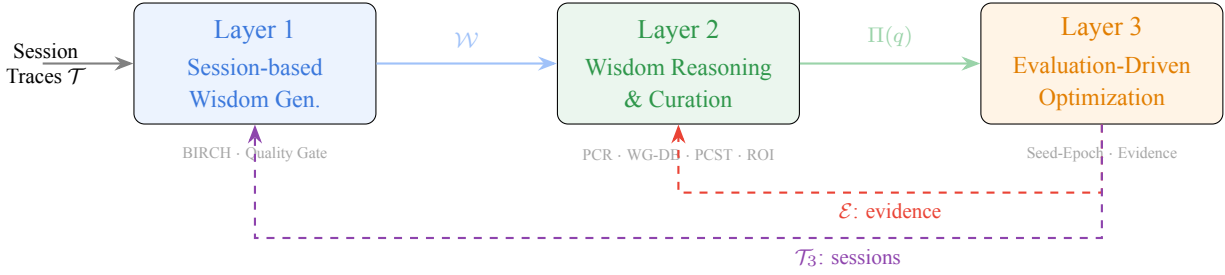 Session
Traces 𝒯
Layer 1
Session-based
Wisdom Gen.
𝒲
Layer 2
Wisdom Reasoning
& Curation
Π(q)
Layer 3
Evaluation-Driven
Optimization
BIRCH · Quality Gate
PCR · WG-DB · PCST · ROI
Seed-Epoch · Evidence
ℰ: evidence
𝒯₃: sessions